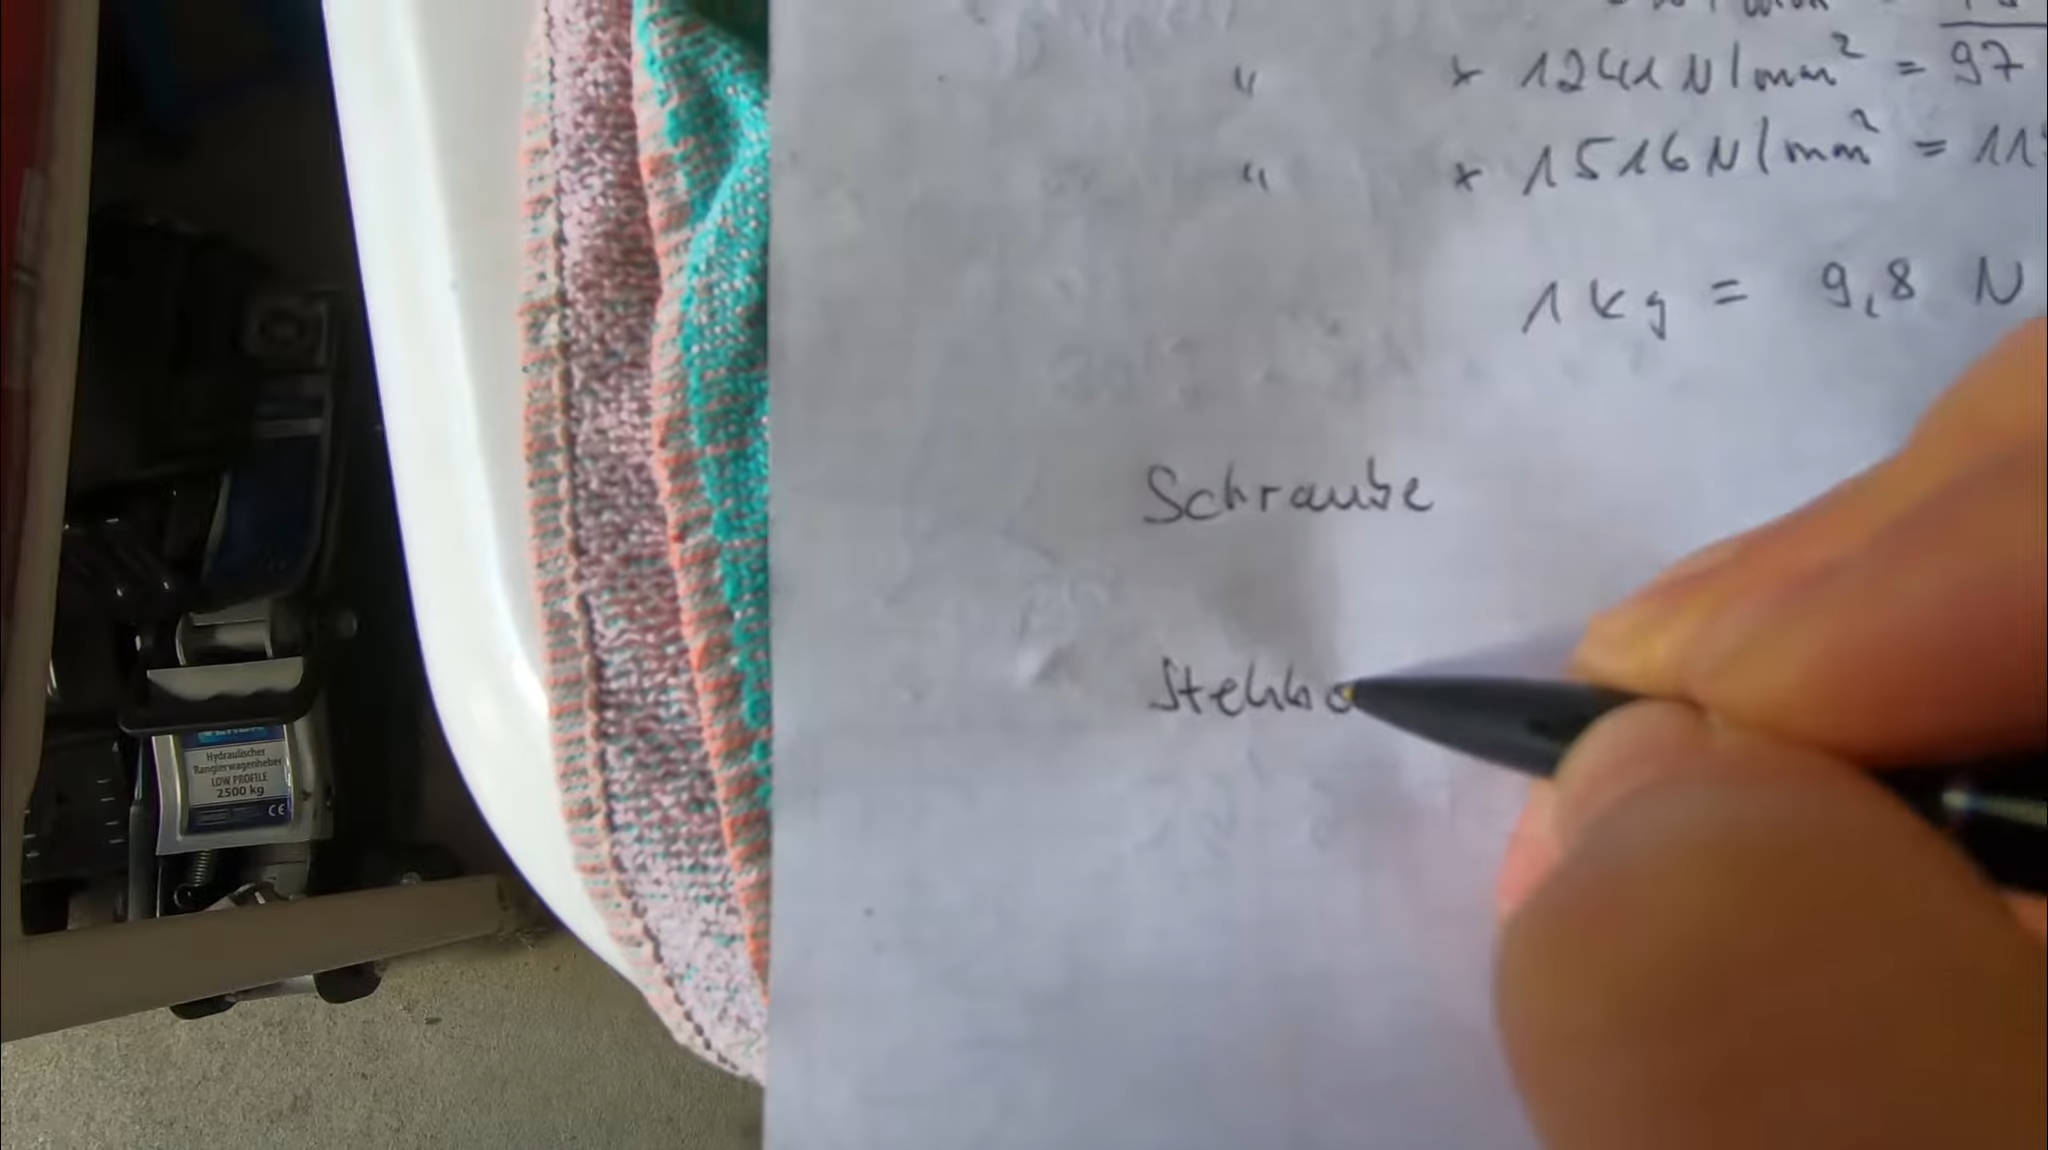 " * 1241 N/mm² = 97
" * 1516 N/mm² = 11
1 kg = 9,8 N
Schraube
Stehbo
Hydraulischer
Rangierwagenheber
LOW PROFILE
2500 kg
CE